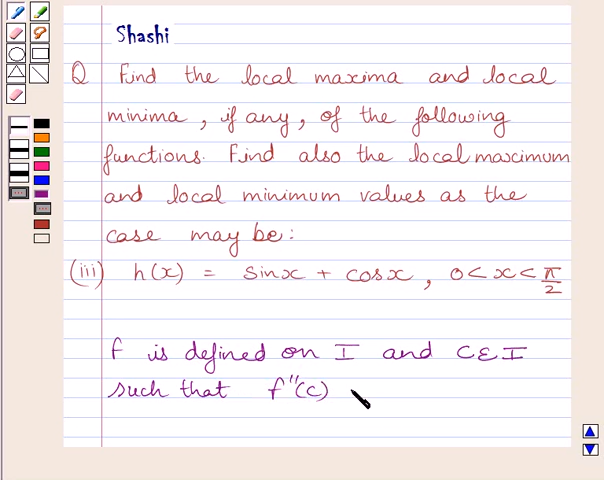 Shashi
Q Find the local maxima and local
minima, if any, of the following
functions. Find also the local maximum
and local minimum values as the
case may be:
(iii) h(x) = sinx + cosx, 0 < x < π/2
f is defined on I and C ε I
such that f''(c)